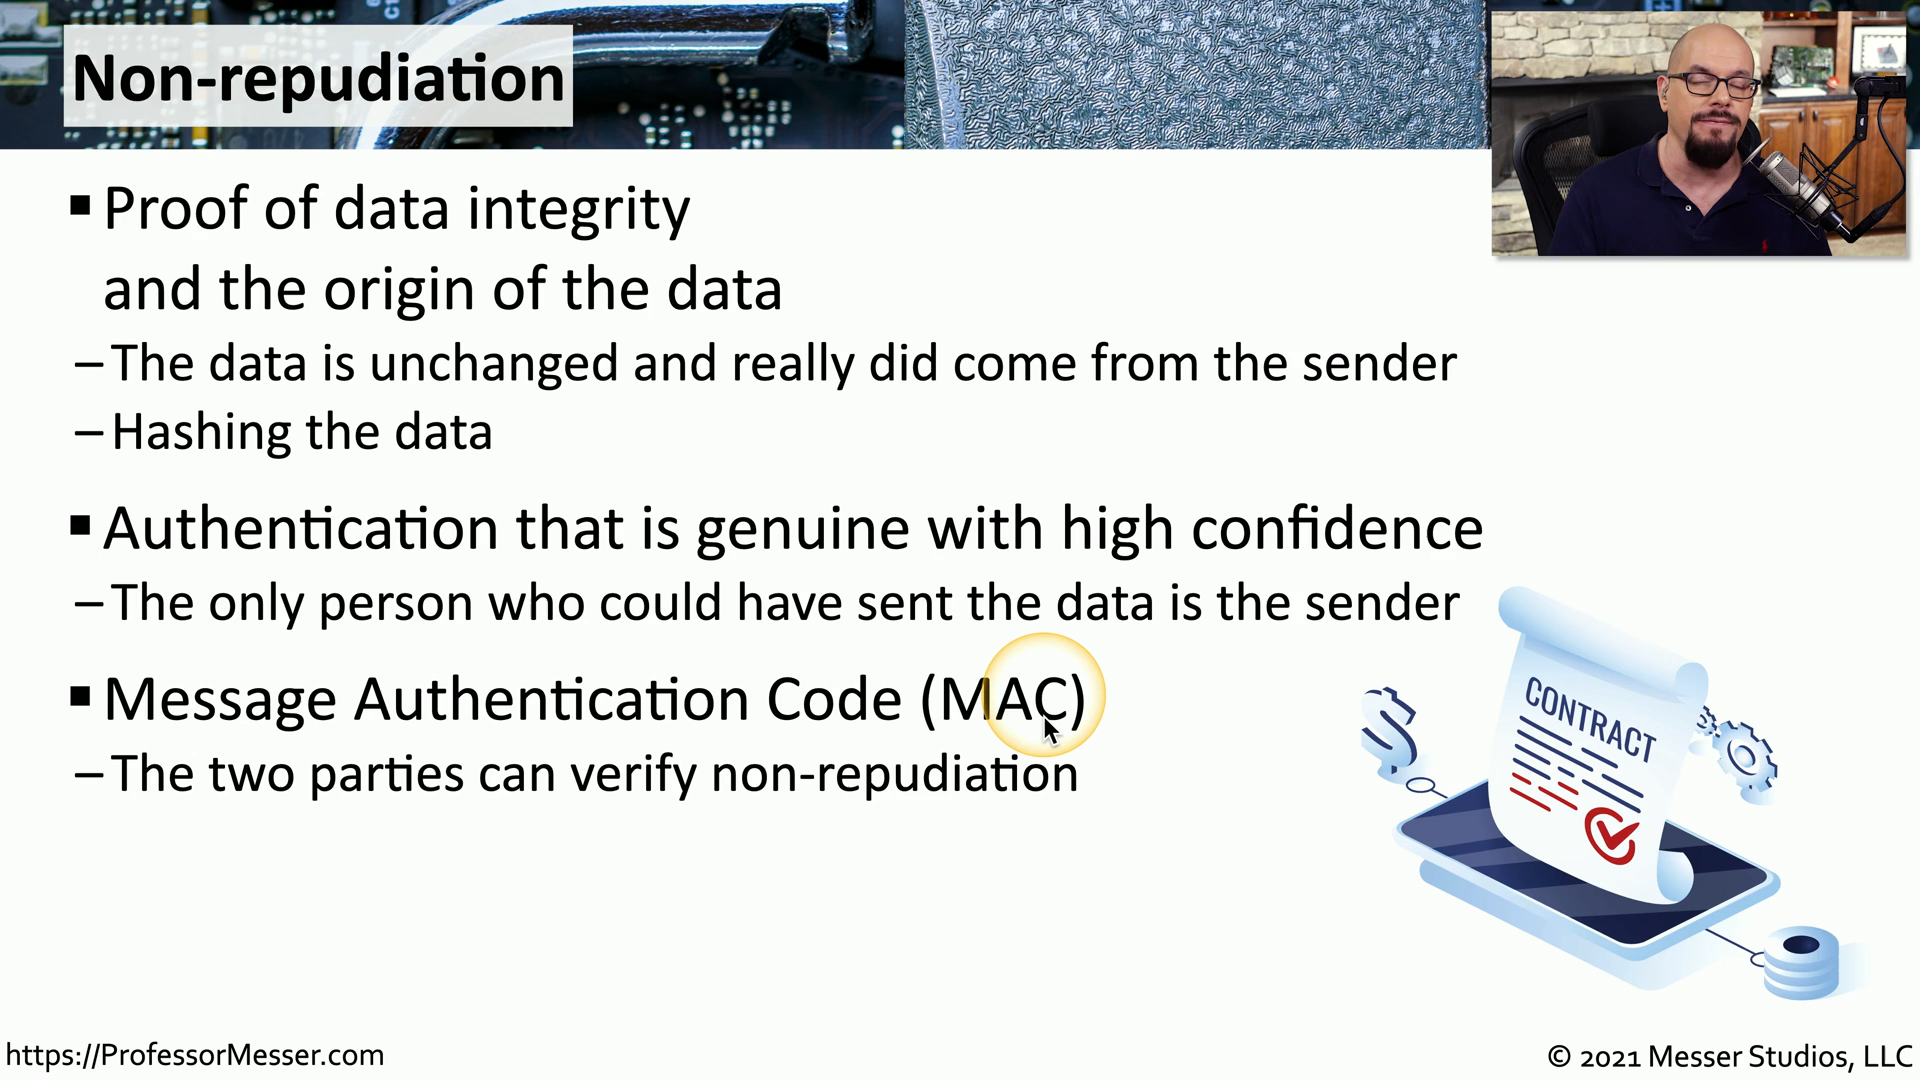 Non-repudiation
▪ Proof of data integrity
and the origin of the data
– The data is unchanged and really did come from the sender
– Hashing the data
▪ Authentication that is genuine with high confidence
– The only person who could have sent the data is the sender
▪ Message Authentication Code (MAC)
– The two parties can verify non-repudiation
CONTRACT
https://ProfessorMesser.com
© 2021 Messer Studios, LLC